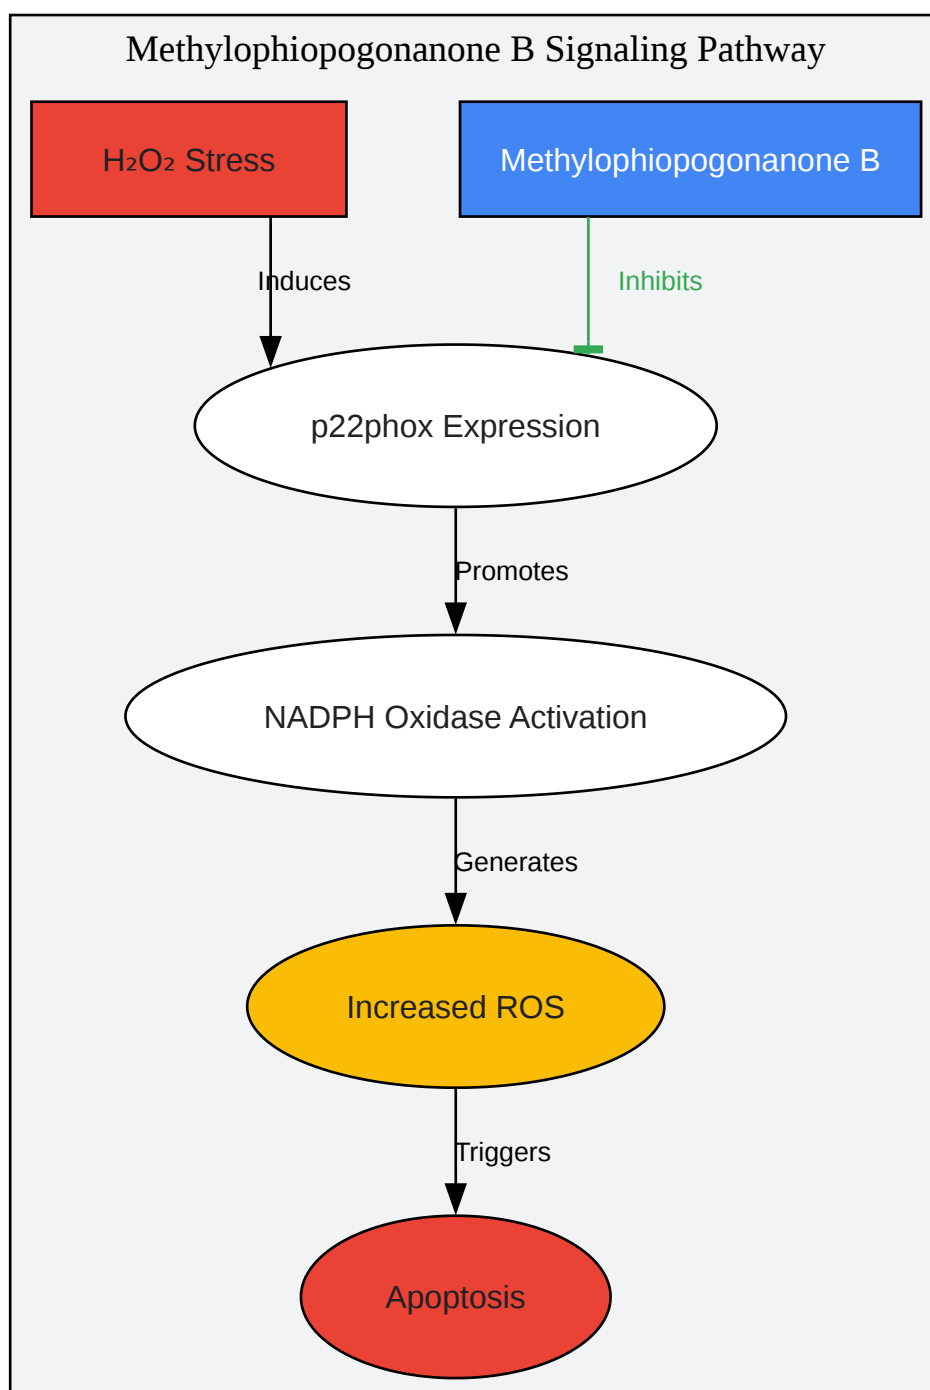 Methylophiopogonanone B Signaling Pathway
H₂O₂ Stress
Methylophiopogonanone B
Induces
Inhibits
p22phox Expression
Promotes
NADPH Oxidase Activation
Generates
Increased ROS
Triggers
Apoptosis